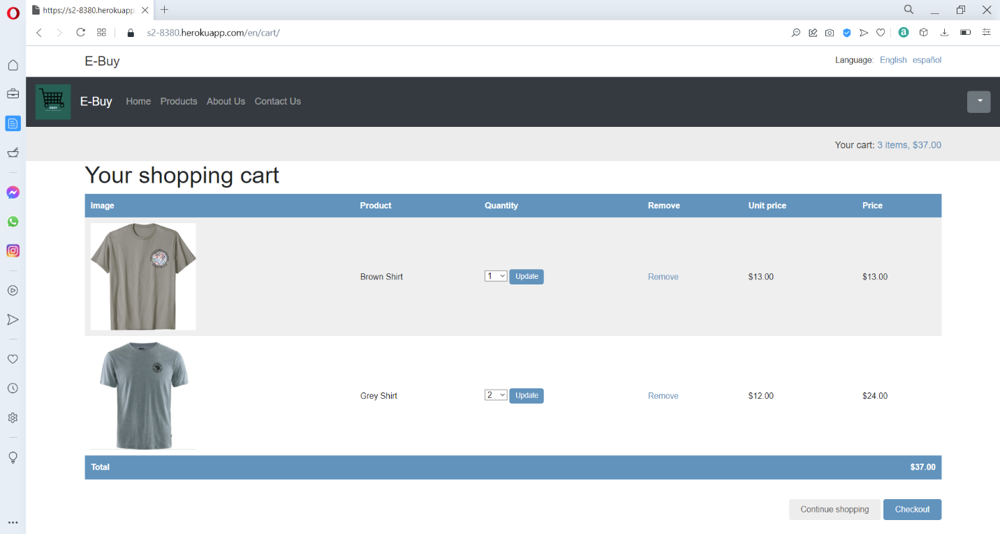 https://s2-8380.herokuapp
s2-8380.herokuapp.com/en/cart/
E-Buy
Language: English español
E-Buy Home Products About Us Contact Us
Your cart: 3 items, $37.00
Your shopping cart
Image Product Quantity Remove Unit price Price
Brown Shirt 1 Update Remove $13.00 $13.00
Grey Shirt 2 Update Remove $12.00 $24.00
Total $37.00
Continue shopping Checkout